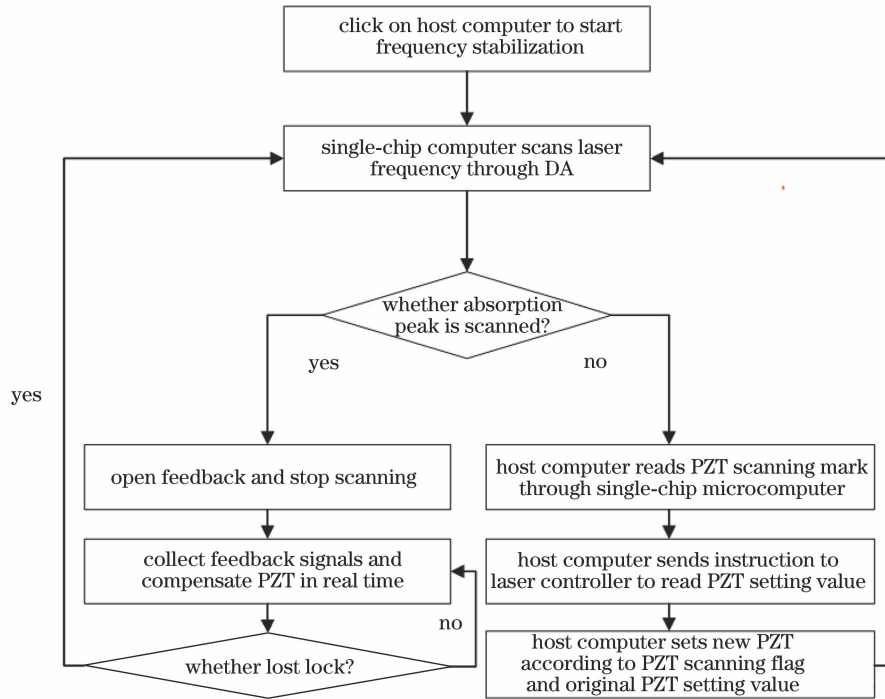 click on host computer to start
frequency stabilization
single-chip computer scans laser
frequency through DA
whether absorption
peak is scanned?
yes
no
yes
open feedback and stop scanning
host computer reads PZT scanning mark
through single-chip microcomputer
collect feedback signals and
compensate PZT in real time
host computer sends instruction to
laser controller to read PZT setting value
no
whether lost lock?
host computer sets new PZT
according to PZT scanning flag
and original PZT setting value